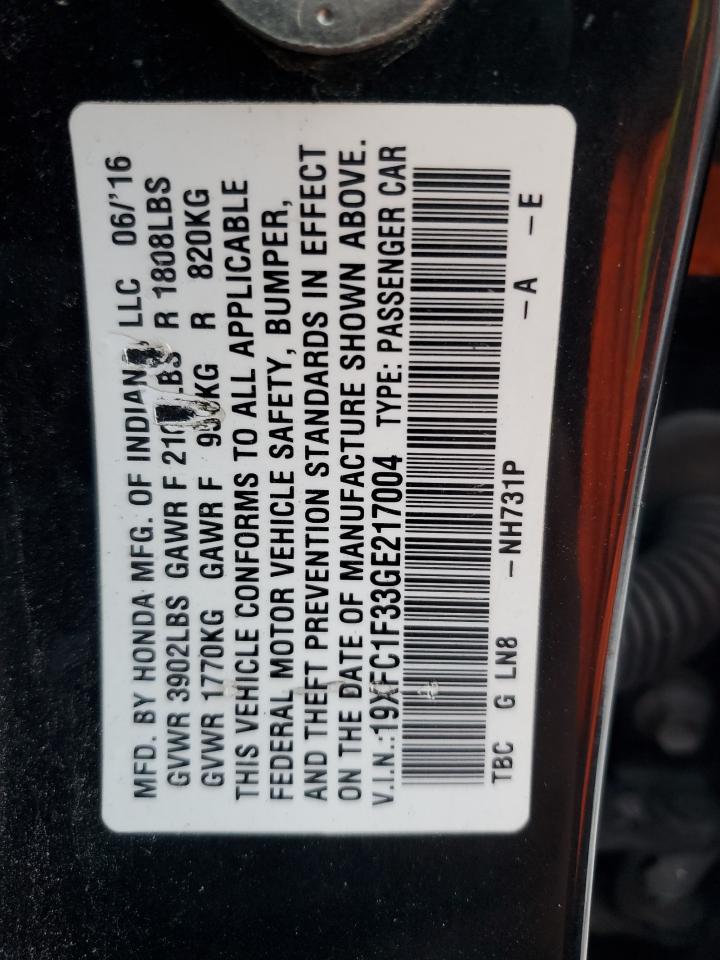 MFD. BY HONDA MFG. OF INDIANA LLC 06/'16
GVWR 3902LBS GAWR F R 1808LBS
GVWR 1770KG GAWR F R 820KG
THIS VEHICLE CONFORMS TO ALL APPLICABLE
FEDERAL MOTOR VEHICLE SAFETY, BUMPER,
AND THEFT PREVENTION STANDARDS IN EFFECT
ON THE DATE OF MANUFACTURE SHOWN ABOVE.
V.I.N.:19XFC1F33GE217004 TYPE: PASSENGER CAR
TBC G LN8 –NH731P –A –E